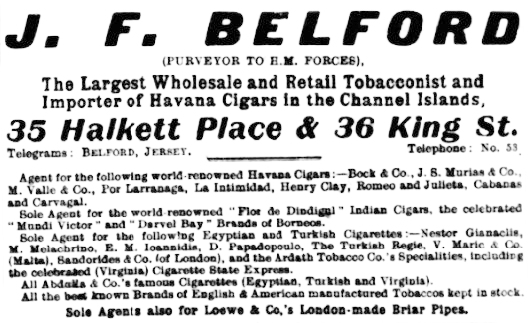 J. F. BELFORD
(PURVEYOR TO H.M. FORCES),
The Largest Wholesale and Retail Tobacconist and
Importer of Havana Cigars in the Channel Islands,
35 Halkett Place & 36 King St.
Telegrams: BELFORD, JERSEY. Telephone: No. 53
Agent for the following world-renowned Havana Cigars:—Bock & Co., J. S. Murias & Co.,
M. Valle & Co., Por Larranaga, La Intimidad, Henry Clay, Romeo and Julieta, Cabanas
and Carvagal.
Sole Agent for the world-renowned "Flor de Dindigul" Indian Cigars, the celebrated
"Mundi Victor" and "Darvel Bay" Brands of Borneos.
Sole Agent for the following Egyptian and Turkish Cigarettes:—Nestor Gianaclis,
M. Melachrino, E. M. Ioannidis, D. Papadopoulo, The Turkish Regie, V. Maric & Co.
(Malta), Sandorides & Co. (of London), and the Ardath Tobacco Co.'s Specialities, including
the celebrated (Virginia) Cigarette State Express.
All Abdulla & Co.'s famous Cigarettes (Egyptian, Turkish and Virginia).
All the best known Brands of English & American manufactured Tobaccos kept in stock.
Sole Agents also for Loewe & Co.'s London-made Briar Pipes.